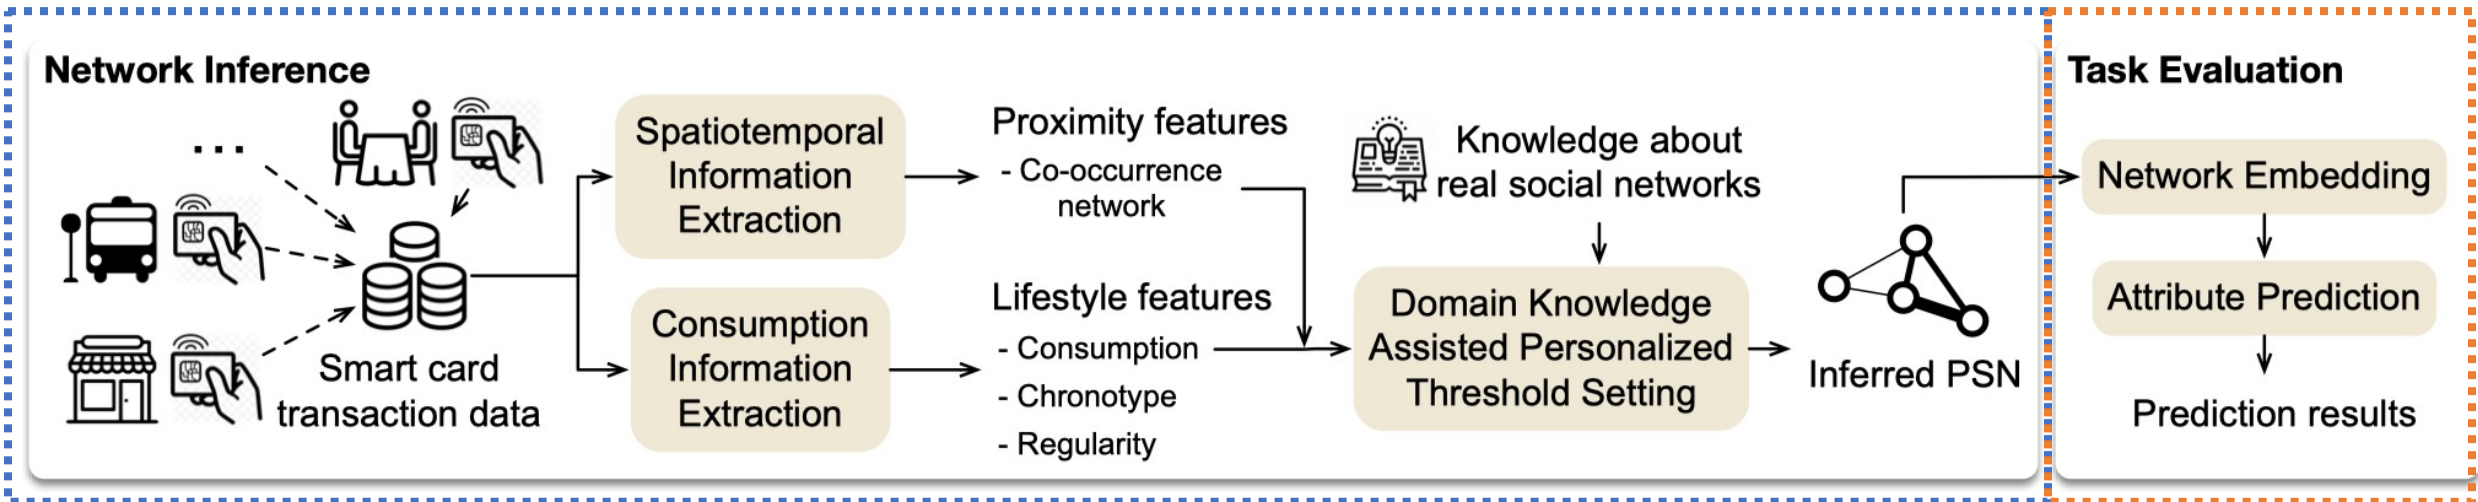 Network Inference
...
Smart card
transaction data
Spatiotemporal
Information
Extraction
Consumption
Information
Extraction
Proximity features
- Co-occurrence
network
Lifestyle features
- Consumption
- Chronotype
- Regularity
Knowledge about
real social networks
Domain Knowledge
Assisted Personalized
Threshold Setting
Inferred PSN
Task Evaluation
Network Embedding
Attribute Prediction
Prediction results